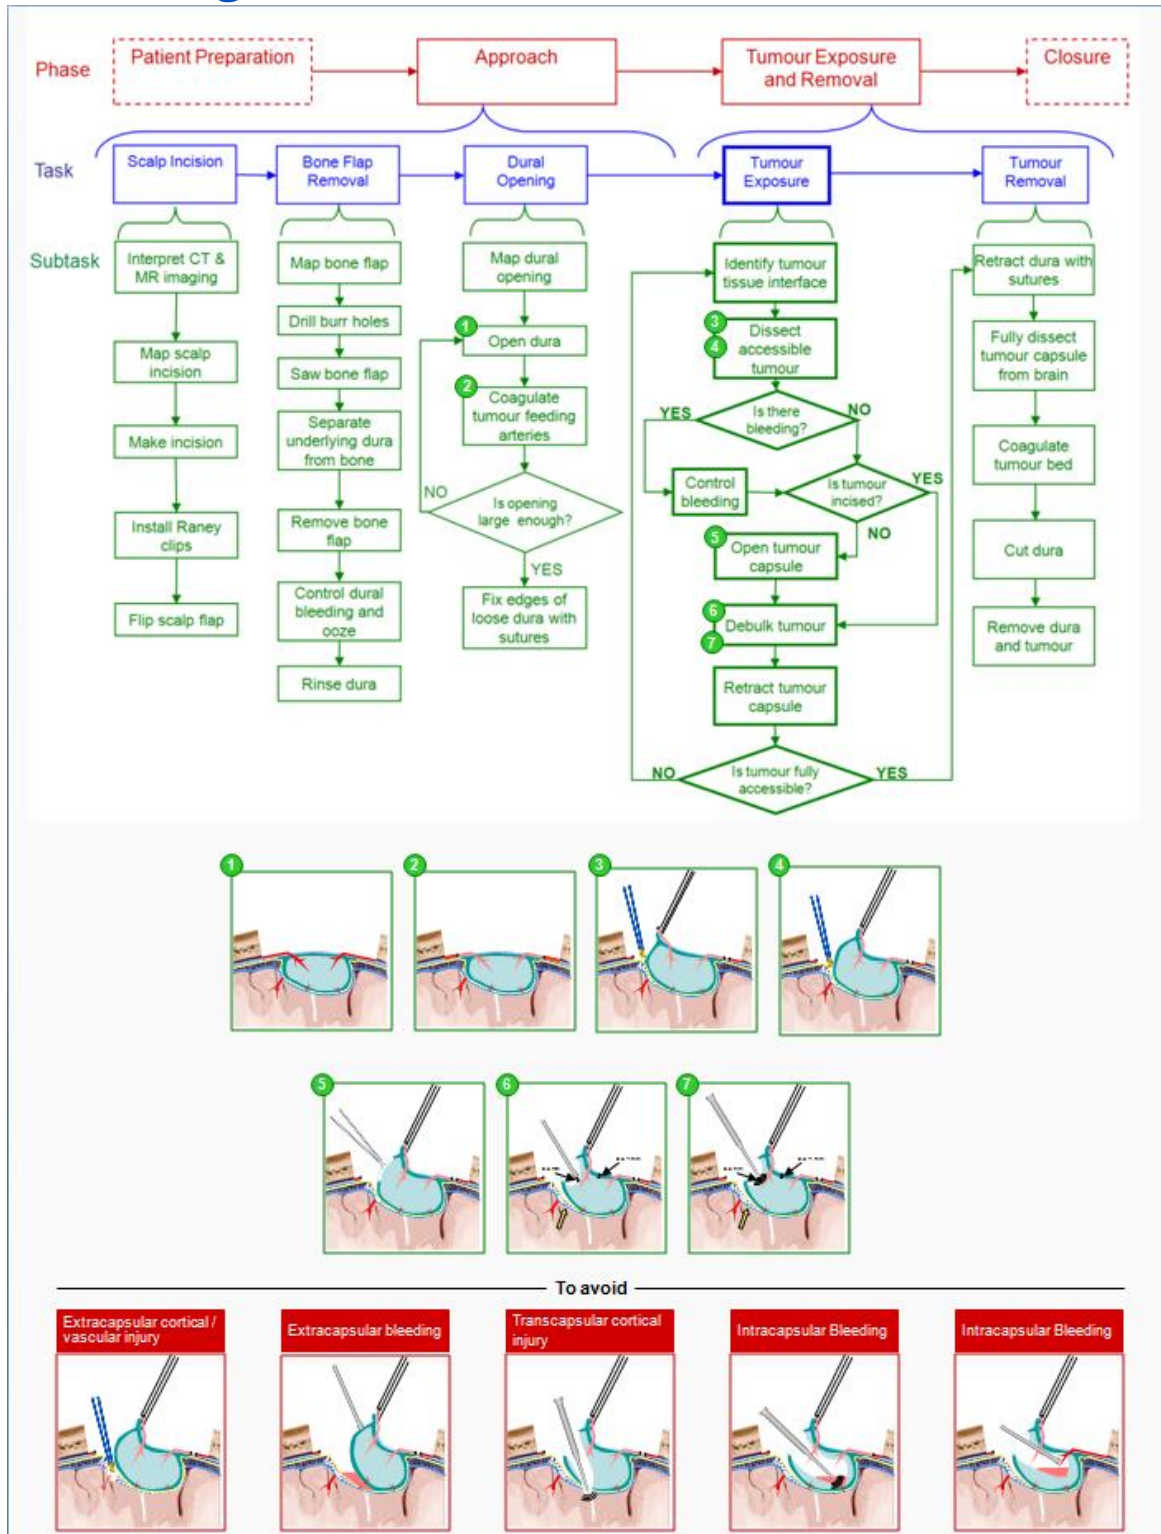 Phase
Patient Preparation
Approach
Tumour Exposure
and Removal
Closure
Task
Scalp Incision
Bone Flap
Removal
Dural
Opening
Tumour
Exposure
Tumour
Removal
Subtask
Interpret CT &
MR imaging
Map scalp
incision
Make incision
Install Raney
clips
Flip scalp flap
Map bone flap
Drill burr holes
Saw bone flap
Separate
underlying dura
from bone
Remove bone
flap
Control dural
bleeding and
ooze
Rinse dura
Map dural
opening
1
Open dura
2
Coagulate
tumour feeding
arteries
NO
Is opening
large enough?
YES
Fix edges of
loose dura with
sutures
Identify tumour
tissue interface
3
4
Dissect
accessible
tumour
YES
Is there
bleeding?
NO
Control
bleeding
Is tumour
incised?
YES
NO
5
Open tumour
capsule
6
7
Debulk tumour
Retract tumour
capsule
NO
Is tumour fully
accessible?
YES
Retract dura with
sutures
Fully dissect
tumour capsule
from brain
Coagulate
tumour bed
Cut dura
Remove dura
and tumour
1
2
3
4
5
6
7
To avoid
Extracapsular cortical /
vascular injury
Extracapsular bleeding
Transcapsular cortical
injury
Intracapsular Bleeding
Intracapsular Bleeding